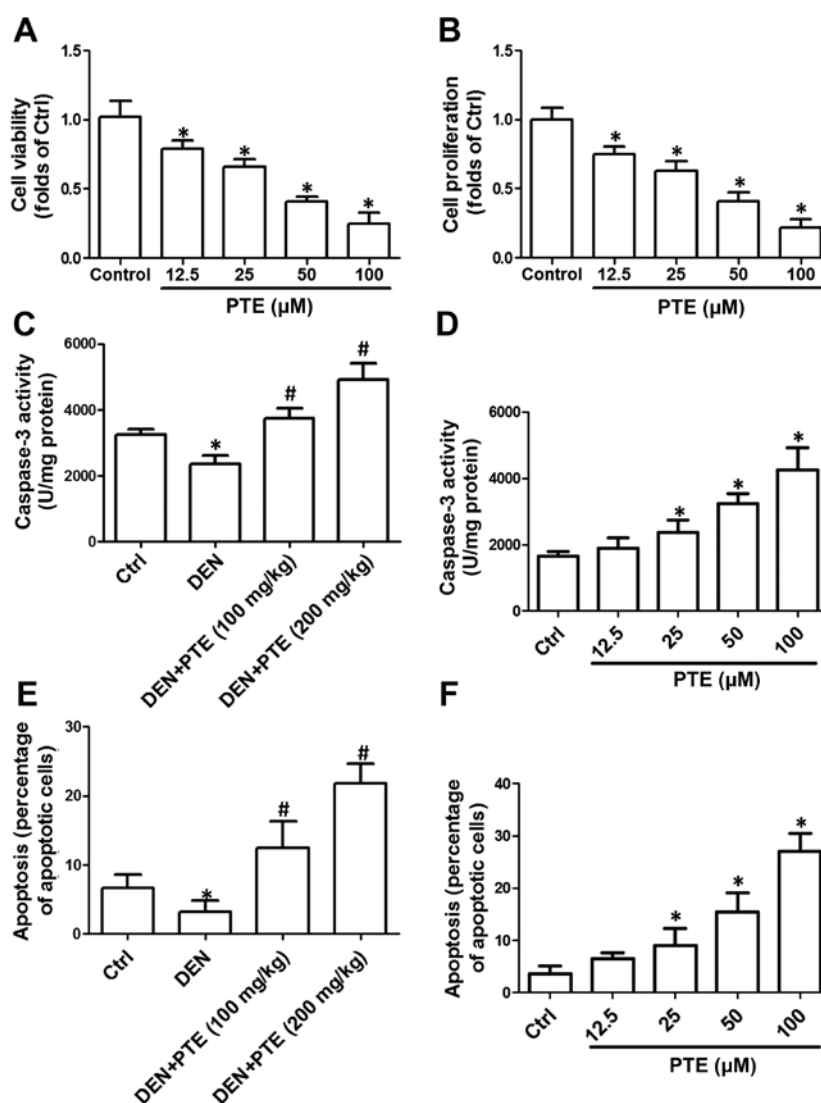 A
Cell viability
(folds of Ctrl)
1.5
1.0
0.5
0.0
Control
12.5
25
50
100
*
*
*
*
PTE (µM)
B
Cell proliferation
(folds of Ctrl)
1.5
1.0
0.5
0.0
Control
12.5
25
50
100
*
*
*
*
PTE (µM)
C
Caspase-3 activity
(U/mg protein)
6000
4000
2000
0
*
#
#
Ctrl
DEN
DEN+PTE (100 mg/kg)
DEN+PTE (200 mg/kg)
D
Caspase-3 activity
(U/mg protein)
6000
4000
2000
0
*
*
*
Ctrl
12.5
25
50
100
PTE (µM)
E
Apoptosis (percentage
of apoptotic cells)
30
20
10
0
*
#
#
Ctrl
DEN
DEN+PTE (100 mg/kg)
DEN+PTE (200 mg/kg)
F
Apoptosis (percentage
of apoptotic cells)
40
30
20
10
0
*
*
*
Ctrl
12.5
25
50
100
PTE (µM)